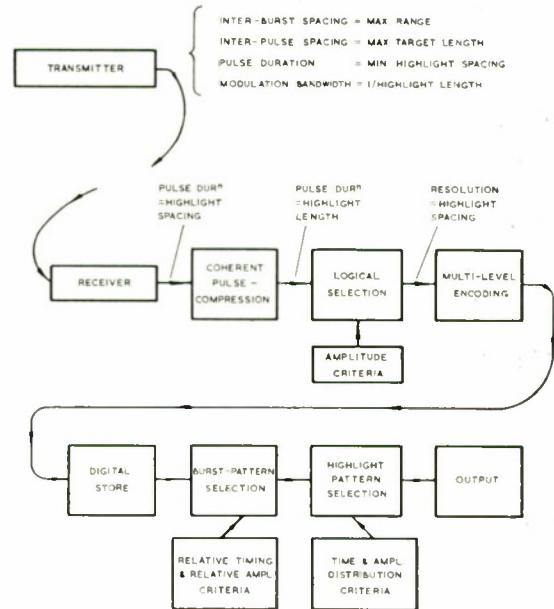 INTER-BURST SPACING = MAX RANGE
INTER-PULSE SPACING = MAX TARGET LENGTH
PULSE DURATION = MIN HIGHLIGHT SPACING
MODULATION BANDWIDTH = 1/HIGHLIGHT LENGTH
TRANSMITTER
PULSE DURᴺ
=HIGHLIGHT
SPACING
PULSE DURᴺ
=HIGHLIGHT
LENGTH
RESOLUTION
=HIGHLIGHT
SPACING
RECEIVER
COHERENT
PULSE-
COMPRESSION
LOGICAL
SELECTION
MULTI-LEVEL
ENCODING
AMPLITUDE
CRITERIA
DIGITAL
STORE
BURST-PATTERN
SELECTION
HIGHLIGHT
PATTERN
SELECTION
OUTPUT
RELATIVE TIMING
& RELATIVE AMPL.
CRITERIA
TIME & AMPL.
DISTRIBUTION
CRITERIA